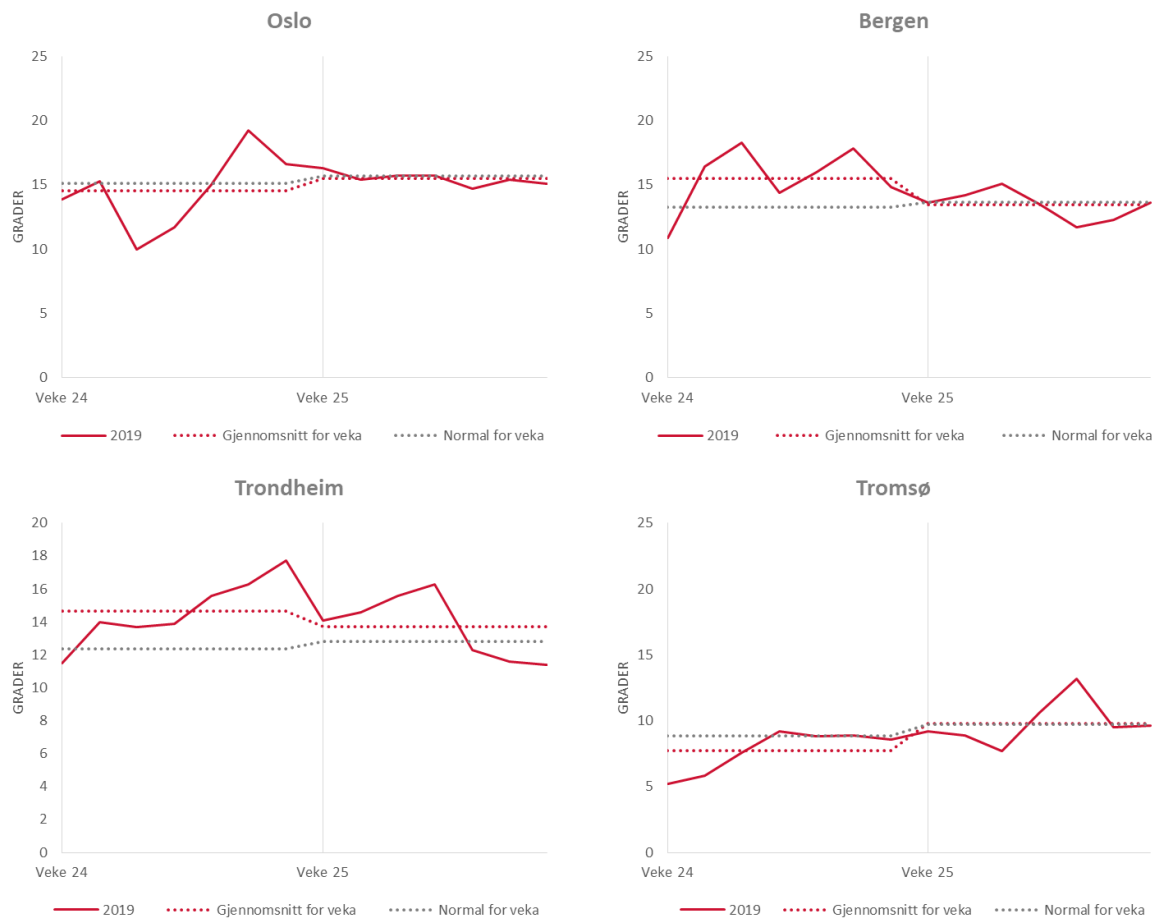 Oslo
25
20
15
10
5
0
GRADER
Veke 24 Veke 25
2019 Gjennomsnitt for veka Normal for veka
Bergen
25
20
15
10
5
0
GRADER
Veke 24 Veke 25
2019 Gjennomsnitt for veka Normal for veka
Trondheim
20
18
16
14
12
10
8
6
4
2
0
GRADER
Veke 24 Veke 25
2019 Gjennomsnitt for veka Normal for veka
Tromsø
25
20
15
10
5
0
GRADER
Veke 24 Veke 25
2019 Gjennomsnitt for veka Normal for veka